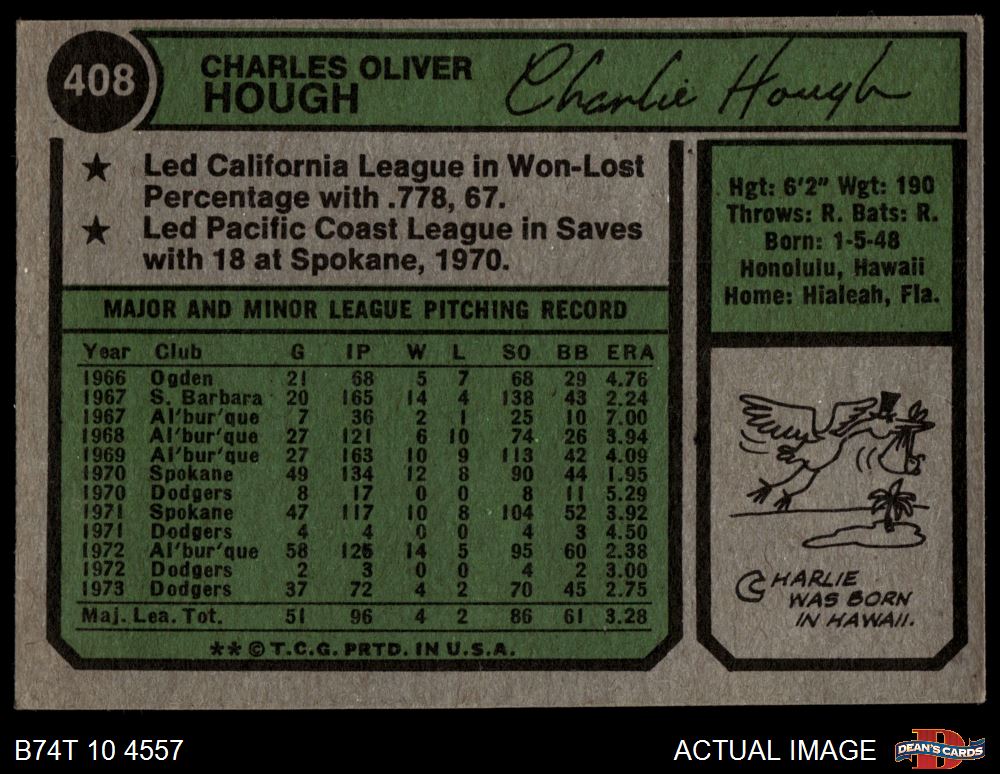 408
CHARLES OLIVER
HOUGH
Charlie Hough
★ Led California League in Won-Lost
Percentage with .778, 67.
★ Led Pacific Coast League in Saves
with 18 at Spokane, 1970.
Hgt: 6'2" Wgt: 190
Throws: R. Bats: R.
Born: 1-5-48
Honolulu, Hawaii
Home: Hialeah, Fla.
MAJOR AND MINOR LEAGUE PITCHING RECORD
Year Club G IP W L SO BB ERA
1966 Ogden 21 68 5 7 68 29 4.76
1967 S. Barbara 20 165 14 4 138 43 2.24
1967 Al'bur'que 7 36 2 1 25 10 7.00
1968 Al'bur'que 27 121 6 10 74 26 3.94
1969 Al'bur'que 27 163 10 9 113 42 4.09
1970 Spokane 49 134 12 8 90 44 1.95
1970 Dodgers 8 17 0 0 8 11 5.29
1971 Spokane 47 117 10 8 104 52 3.92
1971 Dodgers 4 4 0 0 4 3 4.50
1972 Al'bur'que 58 125 14 5 95 60 2.38
1972 Dodgers 2 3 0 0 4 2 3.00
1973 Dodgers 37 72 4 2 70 45 2.75
Maj. Lea. Tot. 51 96 4 2 86 61 3.28
** © T.C.G. PRTD. IN U.S.A.
CHARLIE
WAS BORN
IN HAWAII.
B74T 10 4557
ACTUAL IMAGE
D
DEAN'S CARDS